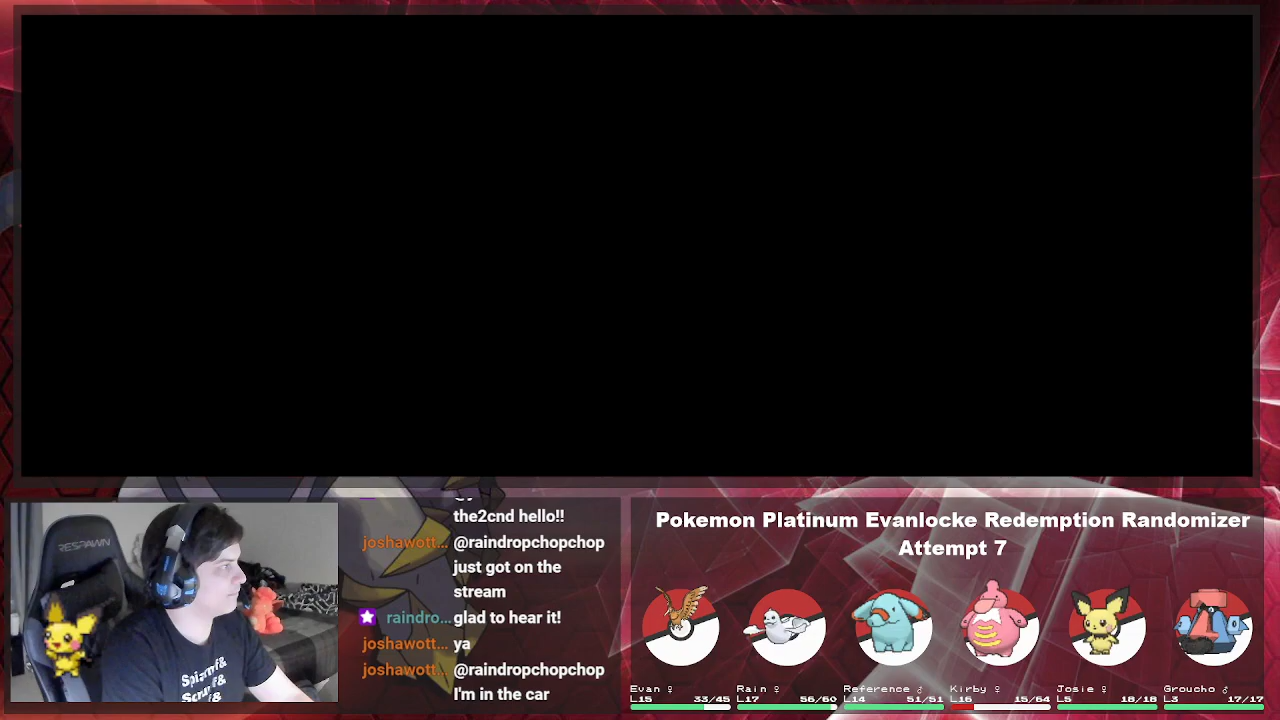 the2cnd hello!!
joshawott... @raindropchopchop
just got on the
stream
raindro... glad to hear it!
joshawott... ya
joshawott... @raindropchopchop
I'm in the car
RESPAWN
Pokemon Platinum Evanlocke Redemption Randomizer
Attempt 7
Evan ♀ Rain ♀ Reference ♂ Kirby ♀ Josie ♀ Groucho ♂
L15 33/45 L17 56/60 L14 51/51 L16 15/64 L5 18/18 L3 17/17